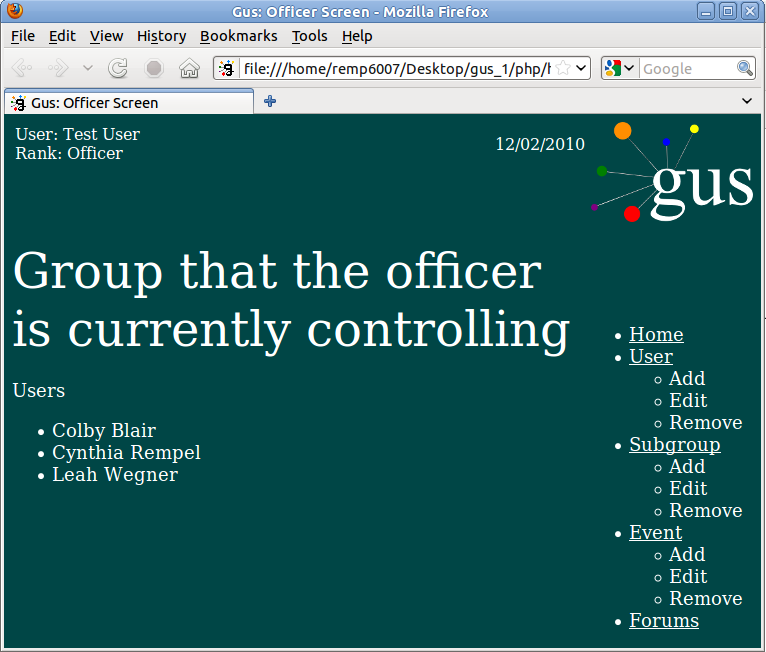 Gus: Officer Screen - Mozilla Firefox
File Edit View History Bookmarks Tools Help
file:///home/remp6007/Desktop/gus_1/php/h
Google
Gus: Officer Screen
User: Test User
Rank: Officer
12/02/2010
gus
Group that the officer
is currently controlling
Users
Colby Blair
Cynthia Rempel
Leah Wegner
Home
User
Add
Edit
Remove
Subgroup
Add
Edit
Remove
Event
Add
Edit
Remove
Forums